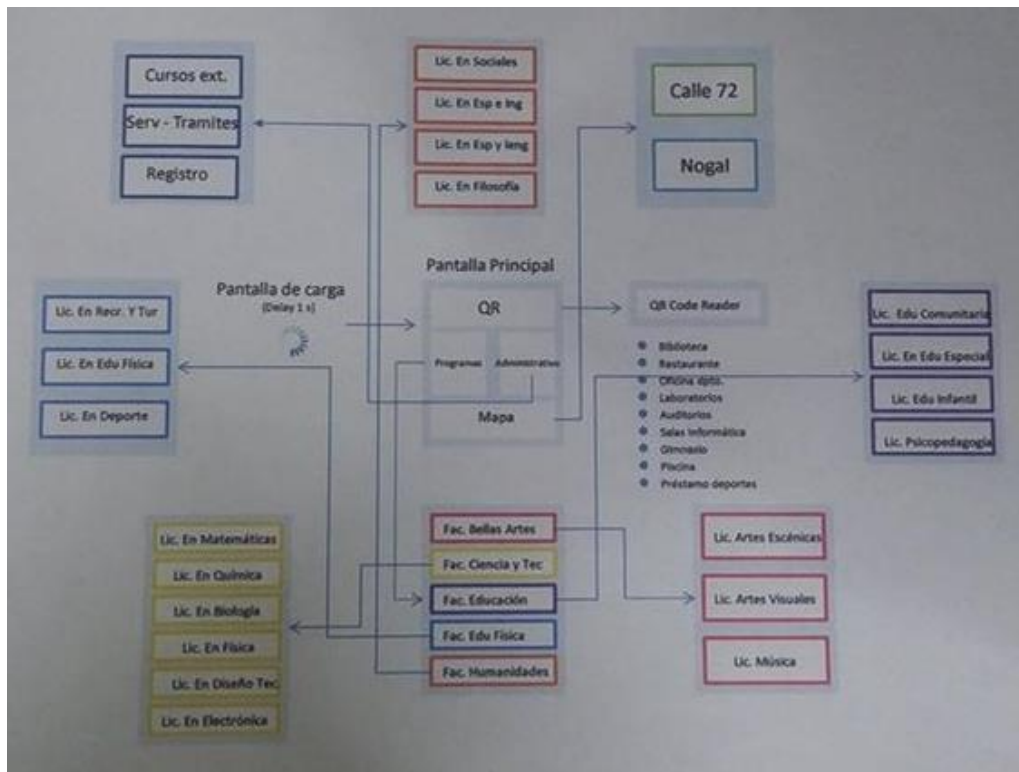 Cursos ext.
Serv - Tramites
Registro
Lic. En Sociales
Lic. En Esp e Ing
Lic. En Esp y leng
Lic. En Filosofía
Calle 72
Nogal
Lic. En Recr. Y Tur
Lic. En Edu Física
Lic. En Deporte
Pantalla de carga
(Delay 1 s)
Pantalla Principal
QR
Programas
Administrativo
Mapa
QR Code Reader
Biblioteca
Restaurante
Oficina dpto.
Laboratorios
Auditorios
Salas Informática
Gimnasio
Piscina
Préstamo deportes
Lic. Edu Comunitaria
Lic. En Edu Especial
Lic. Edu Infantil
Lic. Psicopedagogía
Lic. En Matemáticas
Lic. En Química
Lic. En Biología
Lic. En Física
Lic. En Diseño Tec.
Lic. En Electrónica
Fac. Bellas Artes
Fac. Ciencia y Tec
Fac. Educación
Fac. Edu Física
Fac. Humanidades
Lic. Artes Escénicas
Lic. Artes Visuales
Lic. Música